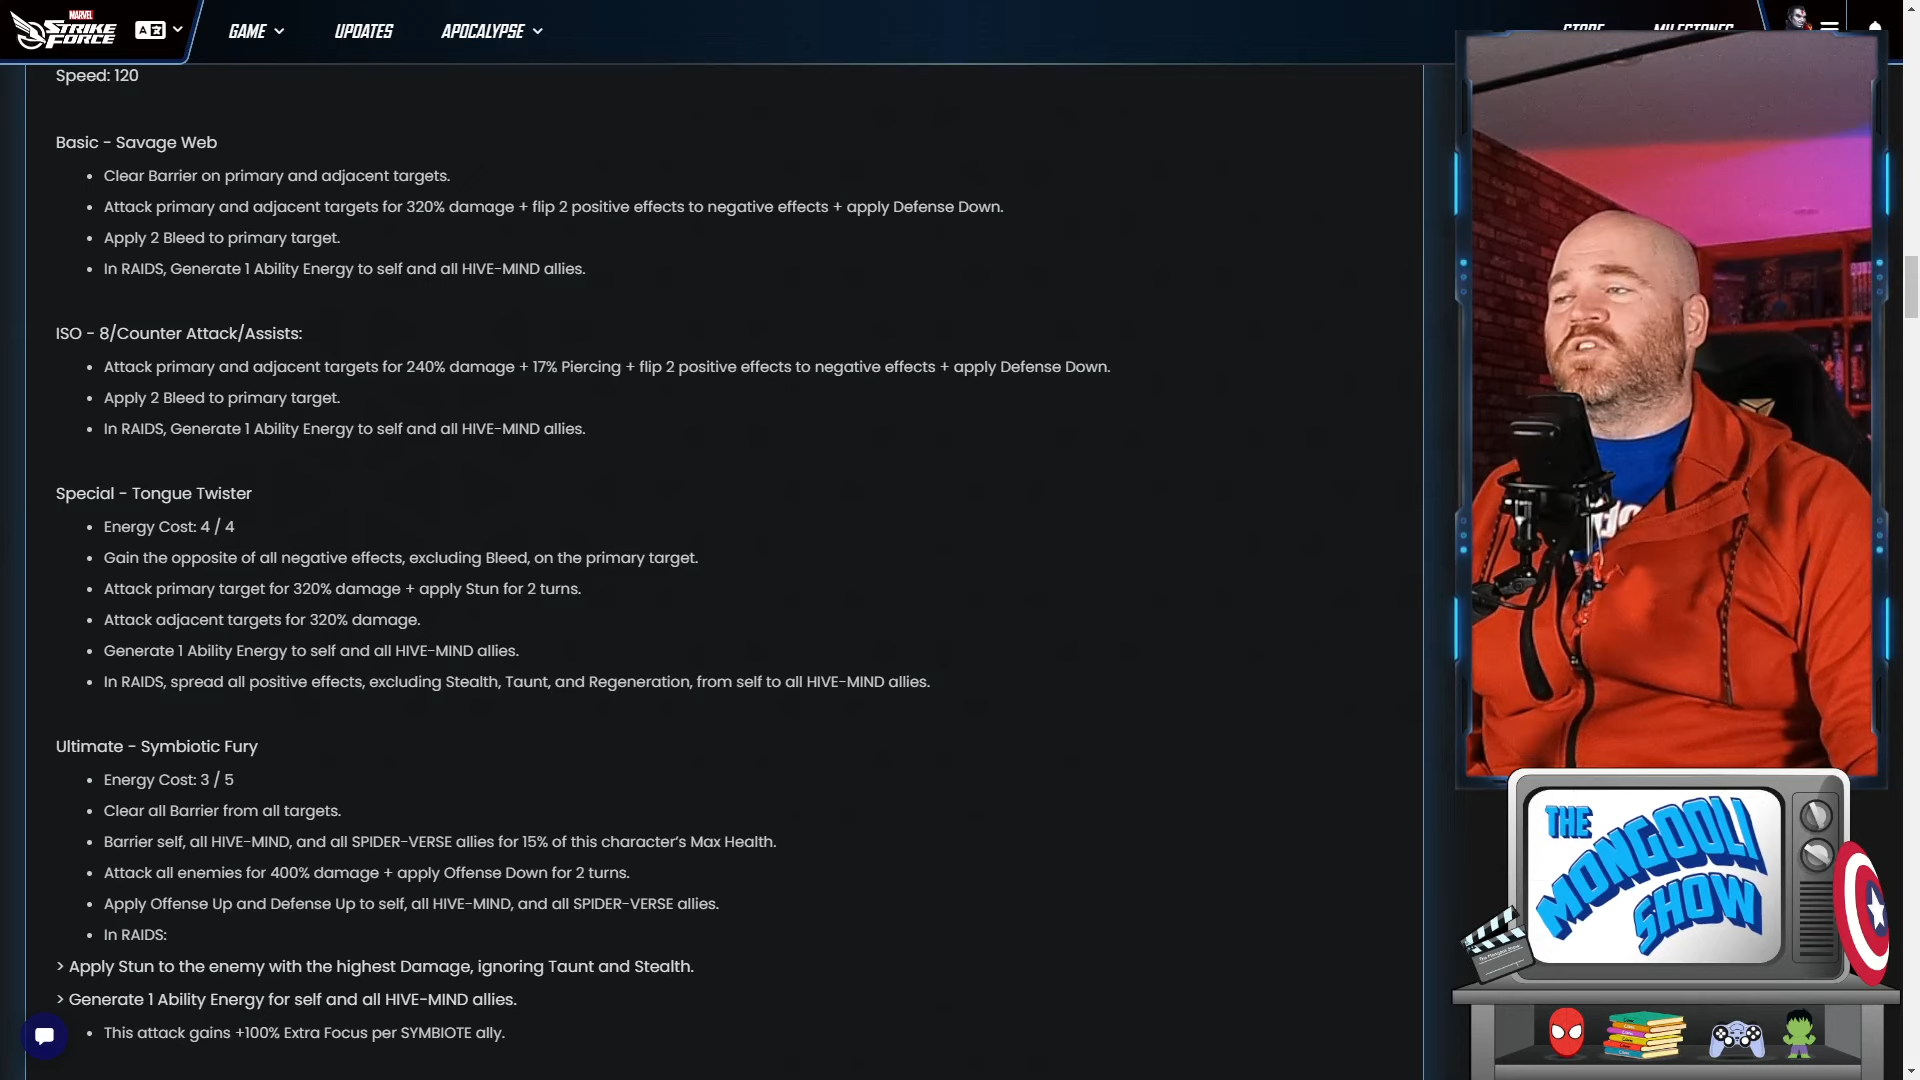 MARVEL
STRIKE
FORCE
GAME
UPDATES
APOCALYPSE
STORE
MILESTONES
Speed: 120
Basic - Savage Web
• Clear Barrier on primary and adjacent targets.
• Attack primary and adjacent targets for 320% damage + flip 2 positive effects to negative effects + apply Defense Down.
• Apply 2 Bleed to primary target.
• In RAIDS, Generate 1 Ability Energy to self and all HIVE-MIND allies.
ISO - 8/Counter Attack/Assists:
• Attack primary and adjacent targets for 240% damage + 17% Piercing + flip 2 positive effects to negative effects + apply Defense Down.
• Apply 2 Bleed to primary target.
• In RAIDS, Generate 1 Ability Energy to self and all HIVE-MIND allies.
Special - Tongue Twister
• Energy Cost: 4 / 4
• Gain the opposite of all negative effects, excluding Bleed, on the primary target.
• Attack primary target for 320% damage + apply Stun for 2 turns.
• Attack adjacent targets for 320% damage.
• Generate 1 Ability Energy to self and all HIVE-MIND allies.
• In RAIDS, spread all positive effects, excluding Stealth, Taunt, and Regeneration, from self to all HIVE-MIND allies.
Ultimate - Symbiotic Fury
• Energy Cost: 3 / 5
• Clear all Barrier from all targets.
• Barrier self, all HIVE-MIND, and all SPIDER-VERSE allies for 15% of this character’s Max Health.
• Attack all enemies for 400% damage + apply Offense Down for 2 turns.
• Apply Offense Up and Defense Up to self, all HIVE-MIND, and all SPIDER-VERSE allies.
• In RAIDS:
> Apply Stun to the enemy with the highest Damage, ignoring Taunt and Stealth.
> Generate 1 Ability Energy for self and all HIVE-MIND allies.
• This attack gains +100% Extra Focus per SYMBIOTE ally.
THE
MONGOOLI
SHOW